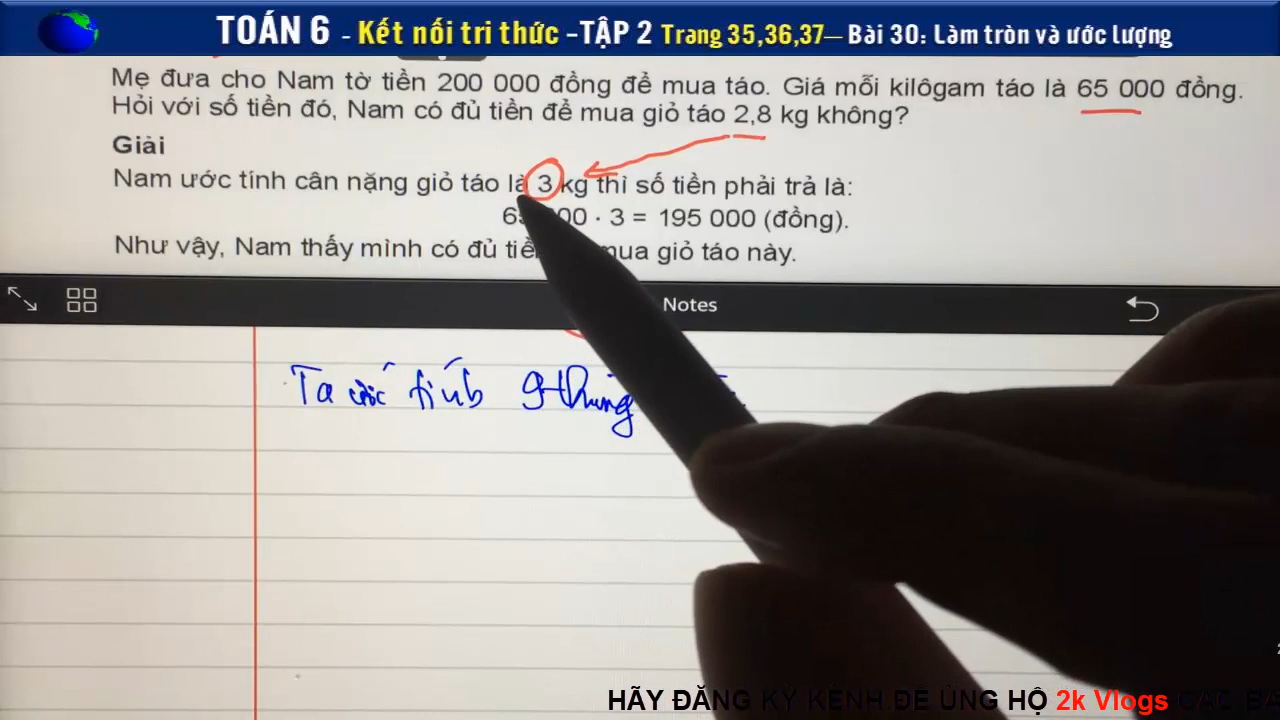 TOÁN 6 - Kết nối tri thức -TẬP 2 Trang 35,36,37- Bài 30: Làm tròn và ước lượng
Mẹ đưa cho Nam tờ tiền 200 000 đồng để mua táo. Giá mỗi kilôgam táo là 65 000 đồng.
Hỏi với số tiền đó, Nam có đủ tiền để mua giỏ táo 2,8 kg không?
Giải
Nam ước tính cân nặng giỏ táo là 3 kg thì số tiền phải trả là:
000 · 3 = 195 000 (đồng).
Như vậy, Nam thấy mình có đủ mua giỏ táo này.
Notes
Ta ước tính 9 thùng
HÃY ĐĂNG KÝ KÊNH ĐỂ ỦNG HỘ 2k Vlogs CÁC